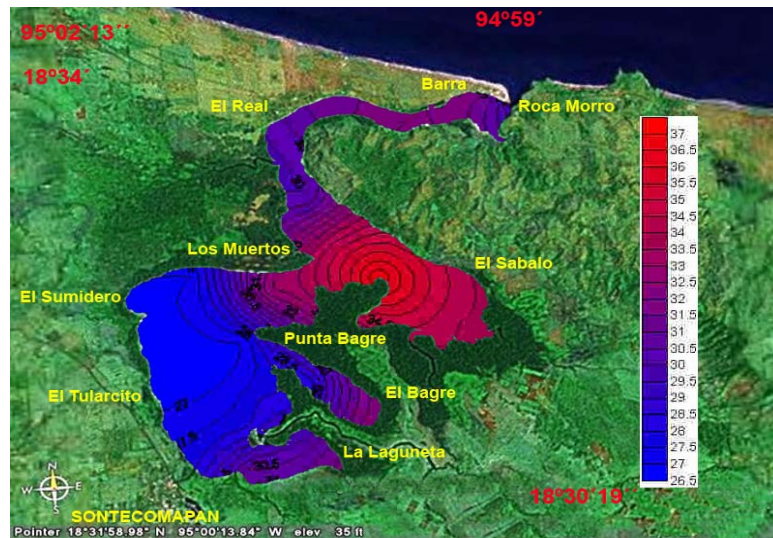 95º02´13´´
94º59´
18º34´
Barra
El Real
Roca Morro
37
36.5
36
35.5
35
34.5
34
33.5
33
32.5
32
31.5
31
30.5
30
29.5
29
28.5
28
27.5
27
26.5
Los Muertos
El Sabalo
El Sumidero
Punta Bagre
El Tularcito
El Bagre
27
La Laguneta
30.5
N
W E
S
18º30´19´´
SONTECOMAPAN
Pointer 18°31'58.98" N 95°00'13.84" W elev 35 ft